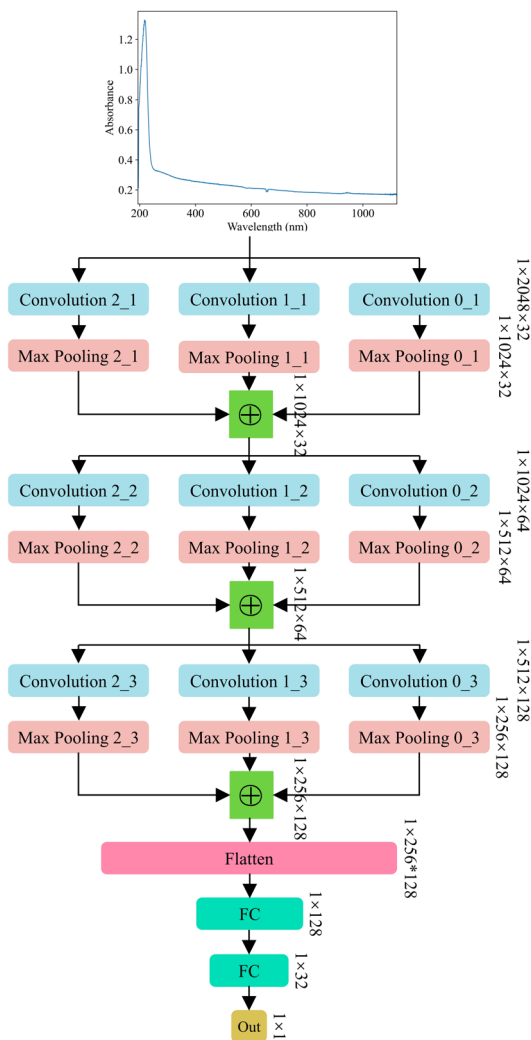 1.2
1.0
0.8
0.6
0.4
0.2
Absorbance
200 400 600 800 1000
Wavelength (nm)
Convolution 2_1 Convolution 1_1 Convolution 0_1 1×2048×32
Max Pooling 2_1 Max Pooling 1_1 Max Pooling 0_1 1×1024×32
⊕ 1×1024×32
Convolution 2_2 Convolution 1_2 Convolution 0_2 1×1024×64
Max Pooling 2_2 Max Pooling 1_2 Max Pooling 0_2 1×512×64
⊕ 1×512×64
Convolution 2_3 Convolution 1_3 Convolution 0_3 1×512×128
Max Pooling 2_3 Max Pooling 1_3 Max Pooling 0_3 1×256×128
⊕ 1×256×128
Flatten 1×256*128
FC 1×128
FC 1×32
Out 1×1